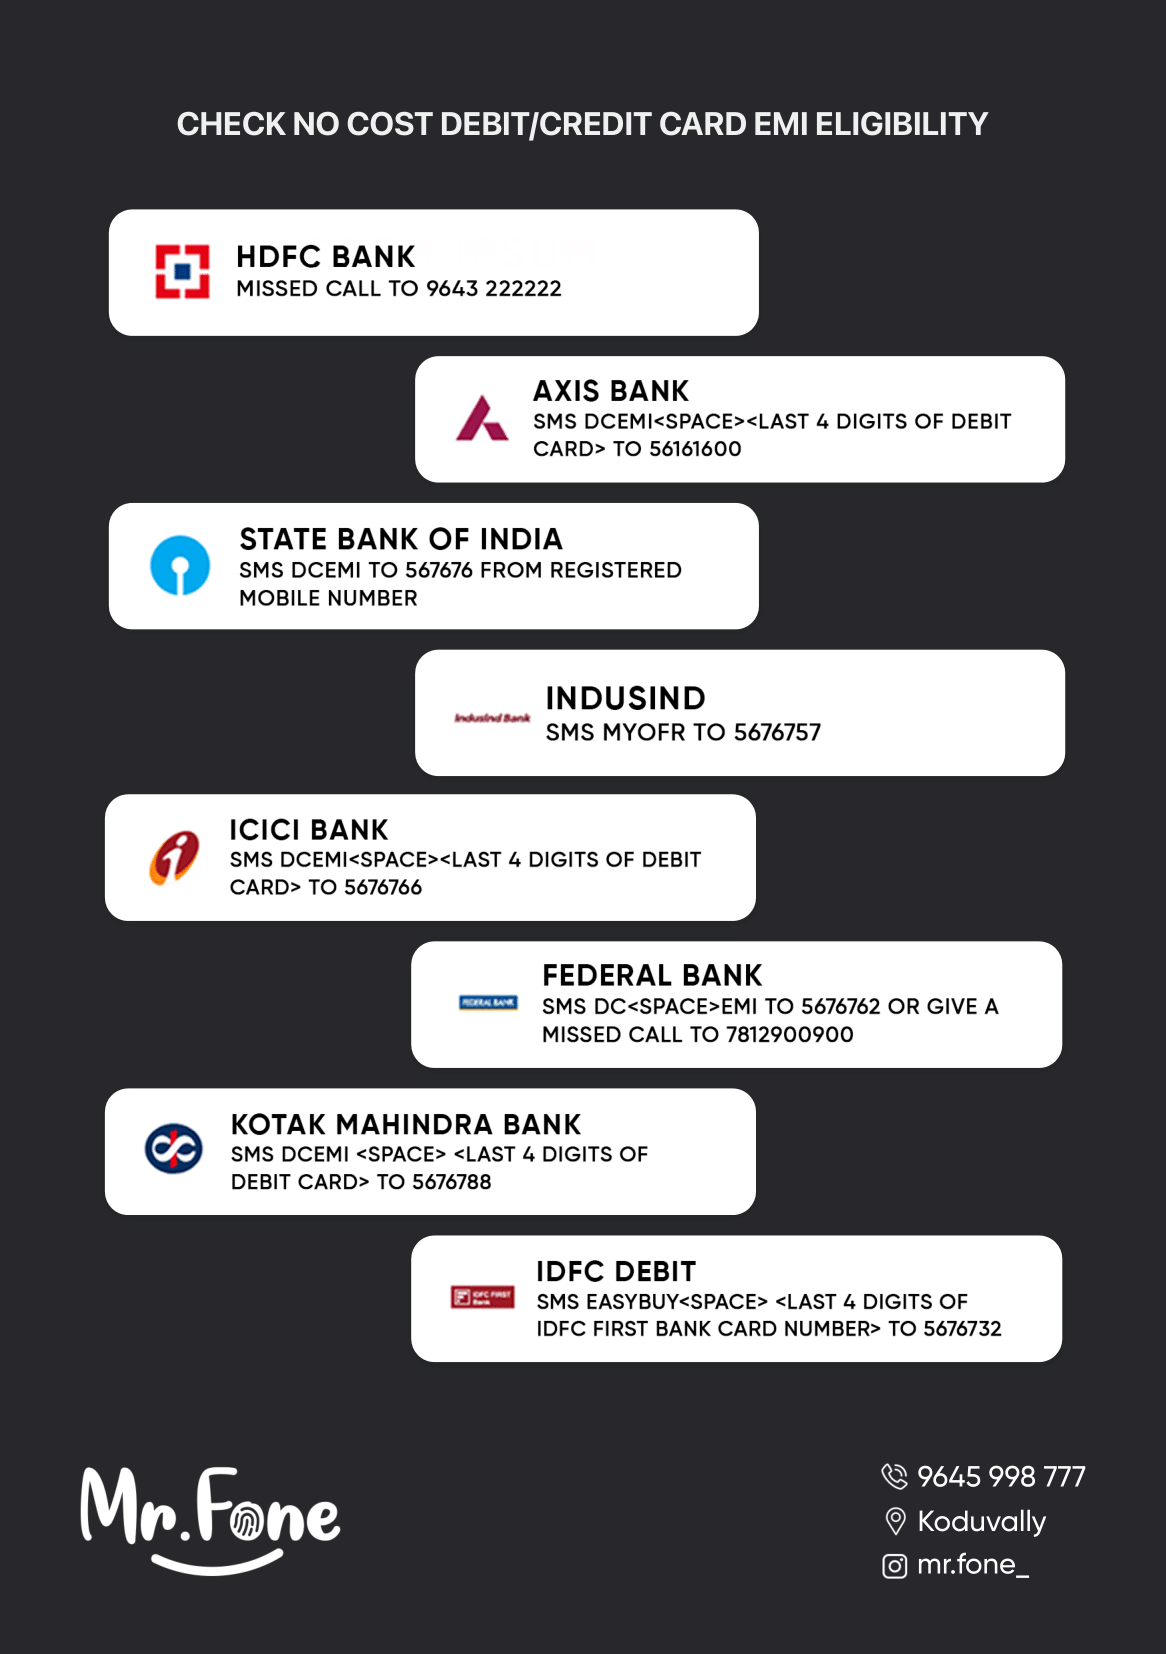 CHECK NO COST DEBIT/CREDIT CARD EMI ELIGIBILITY
HDFC BANK
MISSED CALL TO 9643 222222
AXIS BANK
SMS DCEMI<SPACE><LAST 4 DIGITS OF DEBIT
CARD> TO 56161600
STATE BANK OF INDIA
SMS DCEMI TO 567676 FROM REGISTERED
MOBILE NUMBER
IndusInd Bank
INDUSIND
SMS MYOFR TO 5676757
ICICI BANK
SMS DCEMI<SPACE><LAST 4 DIGITS OF DEBIT
CARD> TO 5676766
FEDERAL BANK
FEDERAL BANK
SMS DC<SPACE>EMI TO 5676762 OR GIVE A
MISSED CALL TO 7812900900
KOTAK MAHINDRA BANK
SMS DCEMI <SPACE> <LAST 4 DIGITS OF
DEBIT CARD> TO 5676788
IDFC FIRST
Bank
IDFC DEBIT
SMS EASYBUY<SPACE> <LAST 4 DIGITS OF
IDFC FIRST BANK CARD NUMBER> TO 5676732
Mr.Fone
9645 998 777
Koduvally
mr.fone_